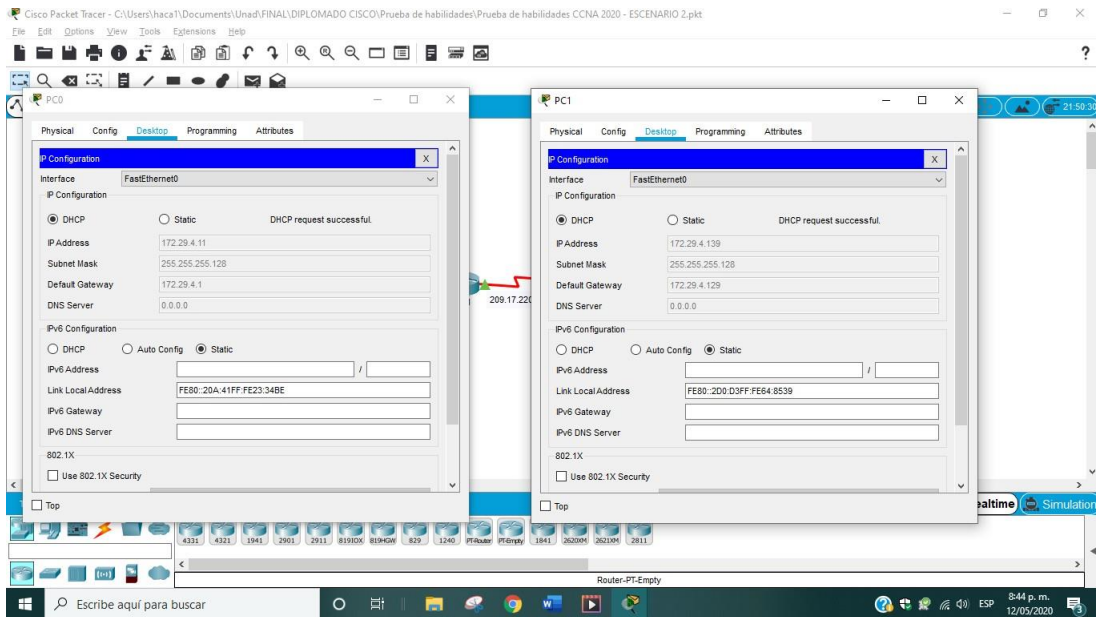 Cisco Packet Tracer - C:\Users\haca1\Documents\Unad\FINAL\DIPLOMADO CISCO\Prueba de habilidades\Prueba de habilidades CCNA 2020 - ESCENARIO 2.pkt
File Edit Options View Tools Extensions Help
?
21:50:30
PC0
Physical Config Desktop Programming Attributes
IP Configuration X
Interface FastEthernet0
IP Configuration
DHCP Static DHCP request successful.
IP Address 172.29.4.11
Subnet Mask 255.255.255.128
Default Gateway 172.29.4.1
DNS Server 0.0.0.0
IPv6 Configuration
DHCP Auto Config Static
IPv6 Address /
Link Local Address FE80::20A:41FF:FE23:34BE
IPv6 Gateway
IPv6 DNS Server
802.1X
Use 802.1X Security
Top
209.17.220
PC1
Physical Config Desktop Programming Attributes
IP Configuration X
Interface FastEthernet0
IP Configuration
DHCP Static DHCP request successful.
IP Address 172.29.4.139
Subnet Mask 255.255.255.128
Default Gateway 172.29.4.129
DNS Server 0.0.0.0
IPv6 Configuration
DHCP Auto Config Static
IPv6 Address /
Link Local Address FE80::2D0:D3FF:FE64:8539
IPv6 Gateway
IPv6 DNS Server
802.1X
Use 802.1X Security
Top
ealtime Simulation
4331 4321 1941 2901 2911 819IOX 819HGW 829 1240 PT-Router PT-Empty 1841 2620XM 2621XM 2811
Router-PT-Empty
Escribe aquí para buscar
ESP
8:44 p. m.
12/05/2020
3